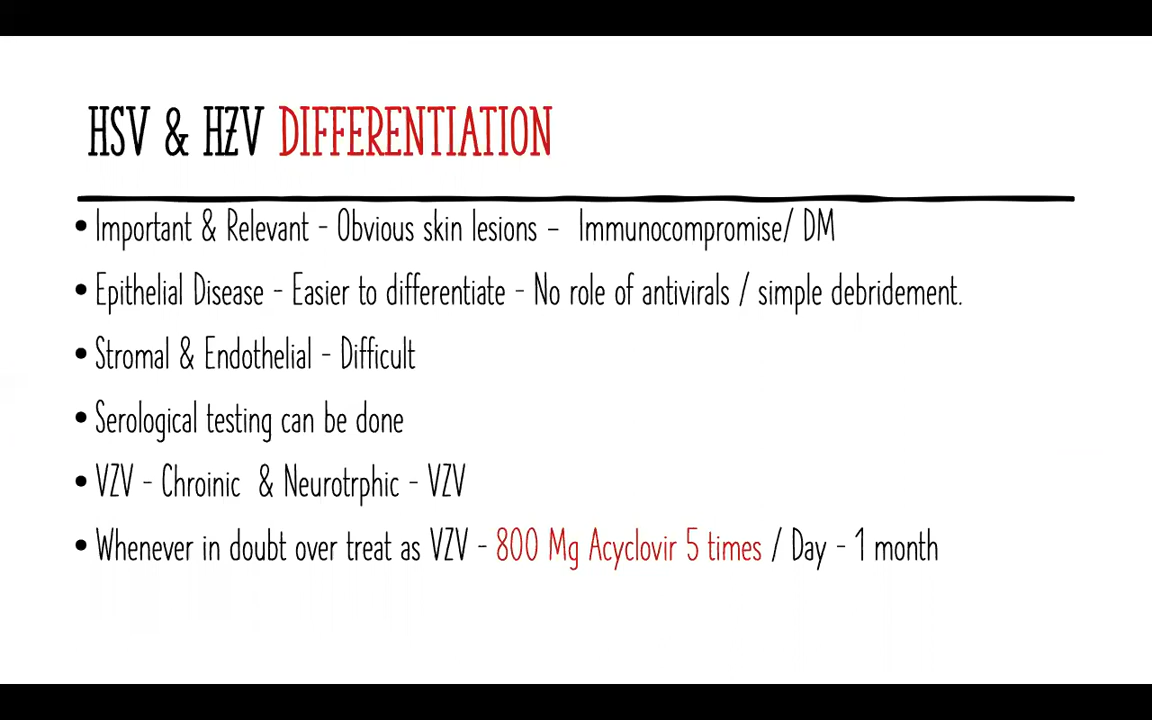 HSV & HZV DIFFERENTIATION
• Important & Relevant - Obvious skin lesions – Immunocompromise/ DM
• Epithelial Disease - Easier to differentiate - No role of antivirals / simple debridement.
• Stromal & Endothelial - Difficult
• Serological testing can be done
• VZV - Chroinic & Neurotrphic - VZV
• Whenever in doubt over treat as VZV - 800 Mg Acyclovir 5 times / Day - 1 month